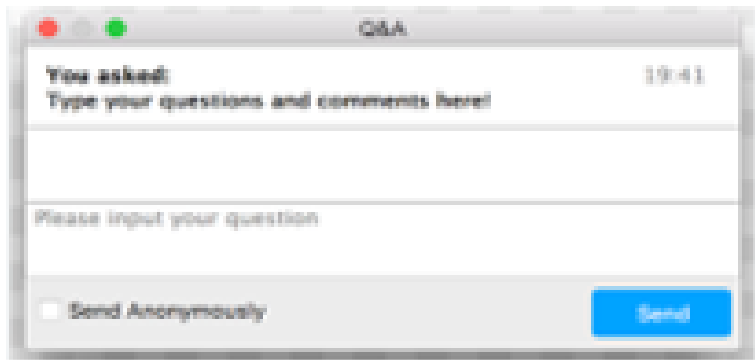 Q&A
You asked: 19:41
Type your questions and comments here!
Please input your question
Send Anonymously Send